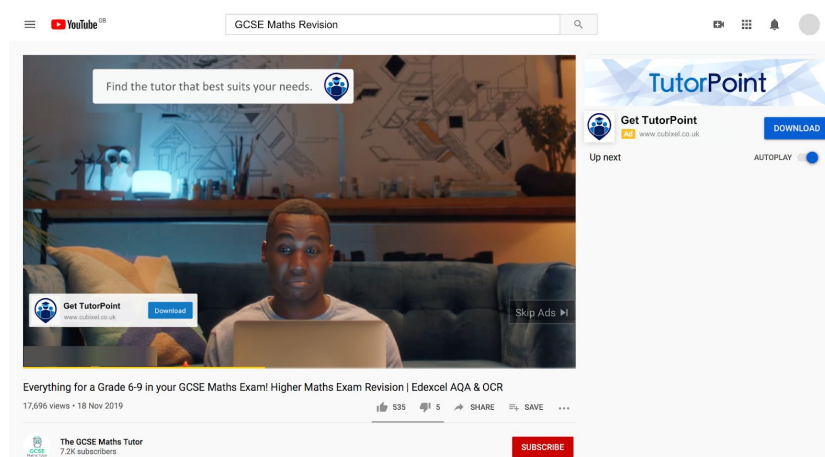 YouTube GB
GCSE Maths Revision
Find the tutor that best suits your needs.
TutorPoint
Get TutorPoint
Ad www.cubixel.co.uk
DOWNLOAD
Up next
AUTOPLAY
Get TutorPoint
www.cubixel.co.uk
Download
Skip Ads
Everything for a Grade 6-9 in your GCSE Maths Exam! Higher Maths Exam Revision | Edexcel AQA & OCR
17,696 views • 18 Nov 2019
535
5
SHARE
SAVE
The GCSE Maths Tutor
7.2K subscribers
GCSE
SUBSCRIBE